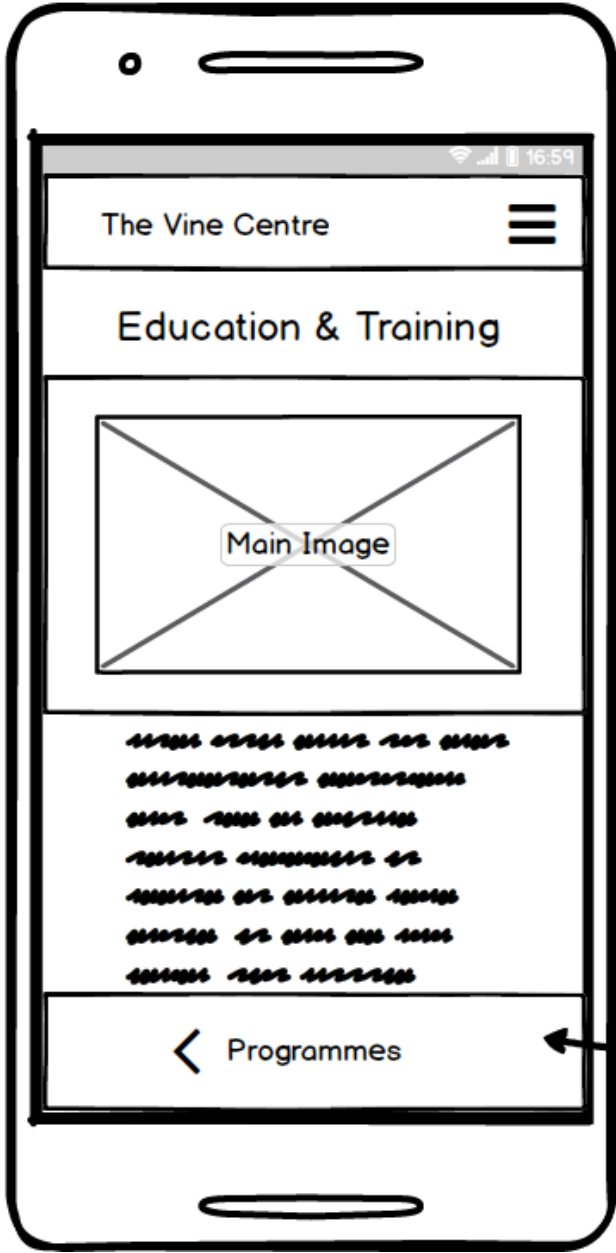 16:59
The Vine Centre
Education & Training
Main Image
Programmes